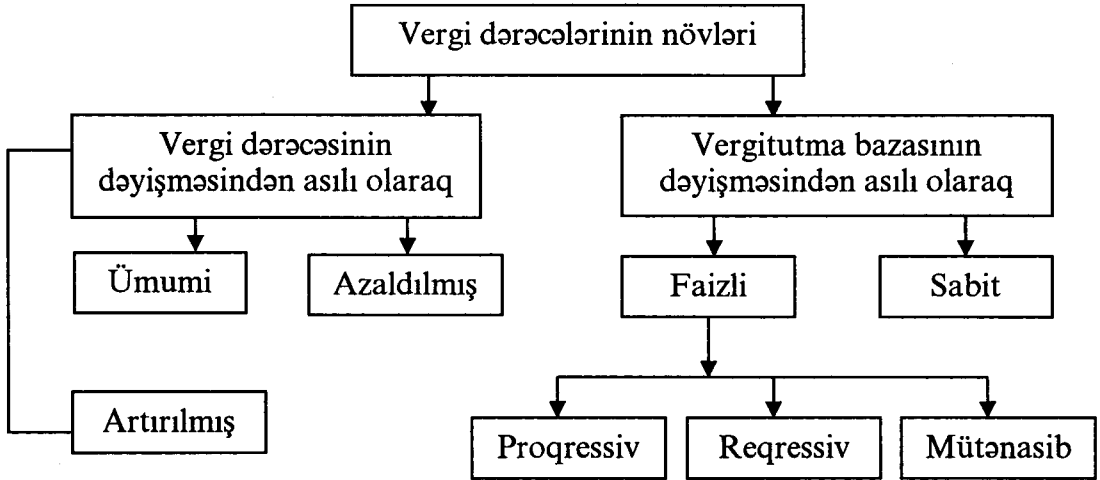 Vergi dərəcələrinin növləri
Vergi dərəcəsinin
dəyişməsindən asılı olaraq
Vergitutma bazasının
dəyişməsindən asılı olaraq
Ümumi
Azaldılmış
Faizli
Sabit
Artırılmış
Proqressiv
Reqressiv
Mütənasib